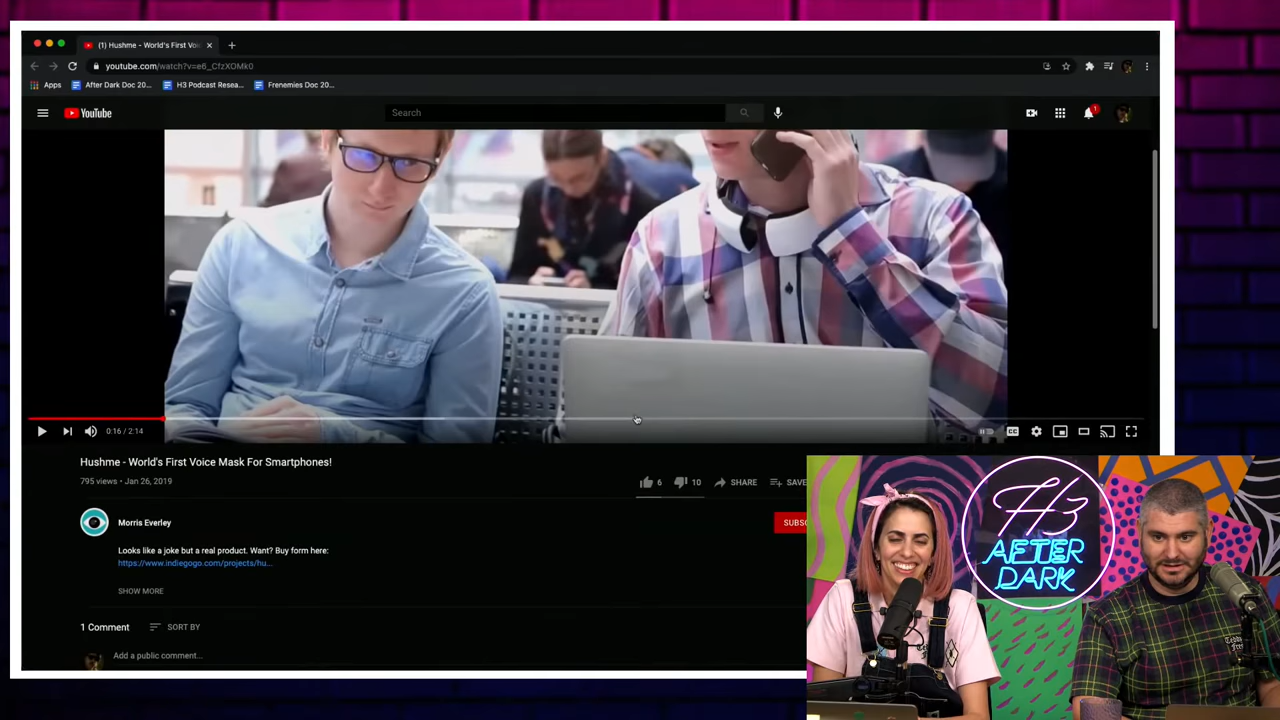 (1) Hushme - World's First Voi
youtube.com/watch?v=e6_CfzXOMk0
Apps
After Dark Doc 20...
H3 Podcast Resea...
Frenemies Doc 20...
YouTube
Search
1
0:16 / 2:14
CC
Hushme - World's First Voice Mask For Smartphones!
795 views • Jan 26, 2019
6
10
SHARE
SAVE
Morris Everley
SUBSC
Looks like a joke but a real product. Want? Buy form here:
https://www.indiegogo.com/projects/hu...
SHOW MORE
1 Comment
SORT BY
Add a public comment...
H3
AFTER
DARK